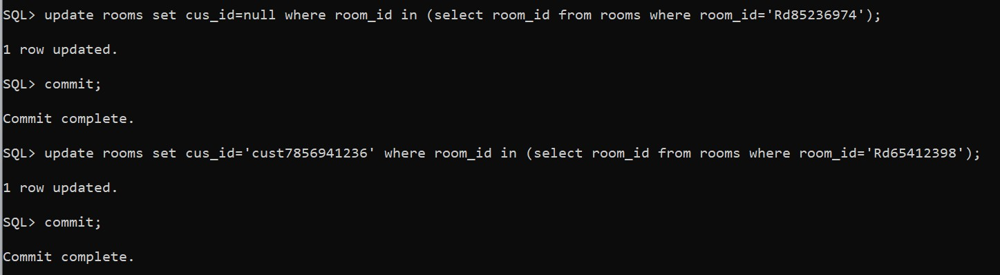 SQL> update rooms set cus_id=null where room_id in (select room_id from rooms where room_id='Rd85236974');
1 row updated.
SQL> commit;
Commit complete.
SQL> update rooms set cus_id='cust7856941236' where room_id in (select room_id from rooms where room_id='Rd65412398');
1 row updated.
SQL> commit;
Commit complete.